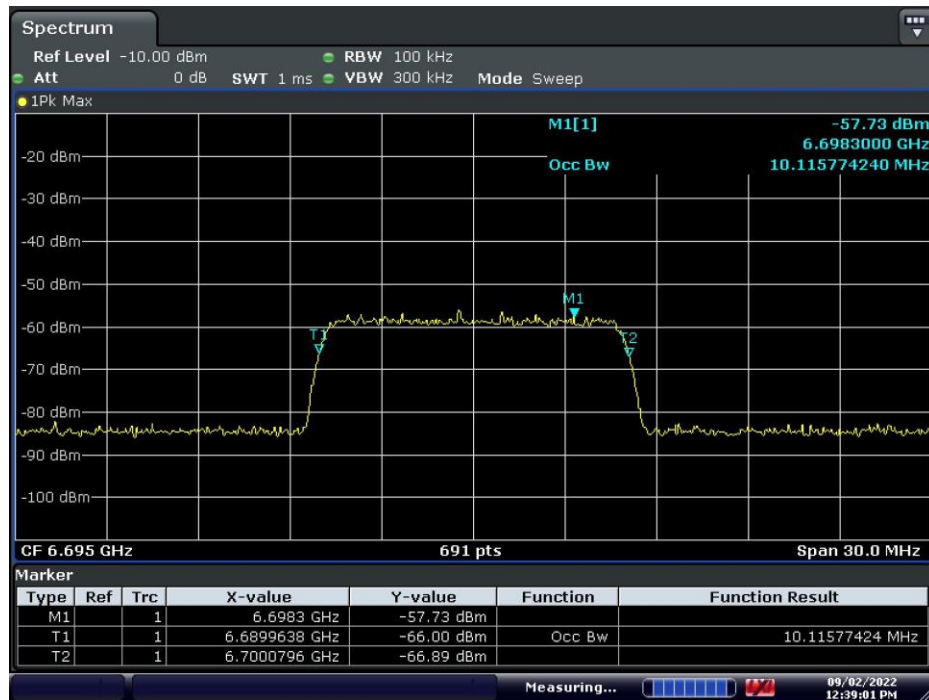 Spectrum
Ref Level -10.00 dBm RBW 100 kHz
Att 0 dB SWT 1 ms VBW 300 kHz Mode Sweep
1Pk Max
M1[1] -57.73 dBm
6.6983000 GHz
-20 dBm
Occ Bw 10.115774240 MHz
-30 dBm
-40 dBm
-50 dBm
M1
-60 dBm
T1
T2
-70 dBm
-80 dBm
-90 dBm
-100 dBm
CF 6.695 GHz 691 pts Span 30.0 MHz
Marker
Type Ref Trc X-value Y-value Function Function Result
M1 1 6.6983 GHz -57.73 dBm
T1 1 6.6899638 GHz -66.00 dBm Occ Bw 10.11577424 MHz
T2 1 6.7000796 GHz -66.89 dBm
Measuring... 09/02/2022
12:39:01 PM